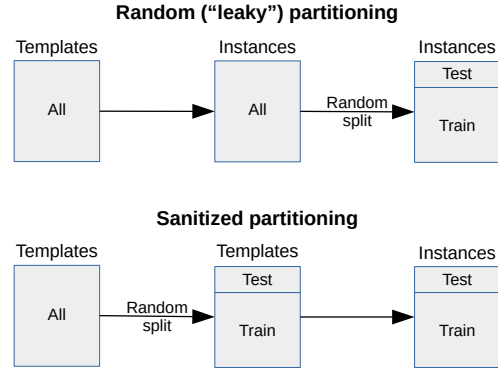 Random (“leaky”) partitioning
Templates
Instances
Instances
All
All
Random
split
Test
Train
Sanitized partitioning
Templates
Templates
Instances
All
Random
split
Test
Train
Test
Train